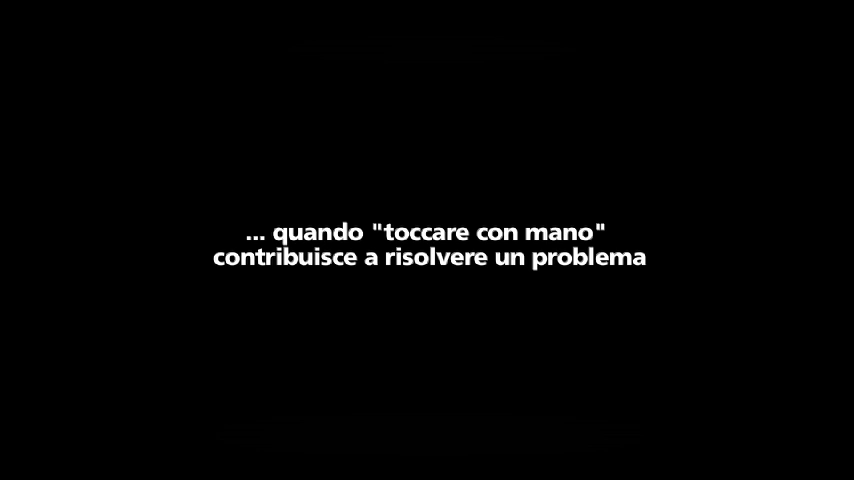 ... quando "toccare con mano"
contribuisce a risolvere un problema